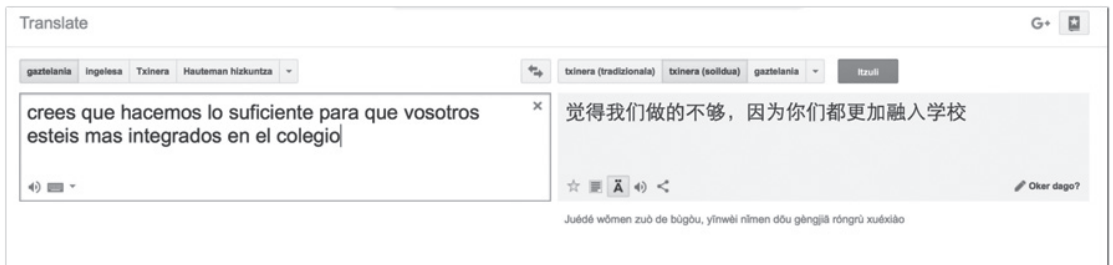 Translate
G+
gaztelania ingelesa Txinera Hauteman hizkuntza
txinera (tradizionala) txinera (soildua) gaztelania Itzuli
crees que hacemos lo suficiente para que vosotros
esteis mas integrados en el colegio
觉得我们做的不够，因为你们都更加融入学校
Ä
Oker dago?
Juédé wǒmen zuò de bùgòu, yīnwèi nǐmen dōu gèngjiā róngrù xuéxiào